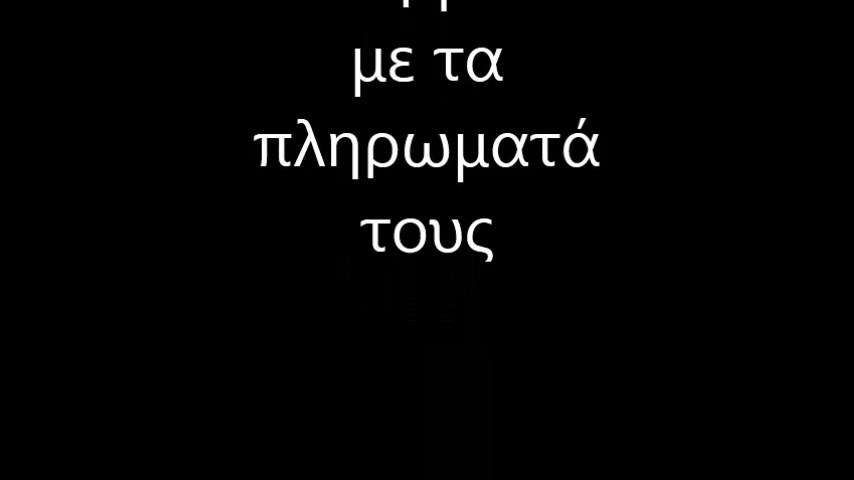 με τα
πληρωματά
τους